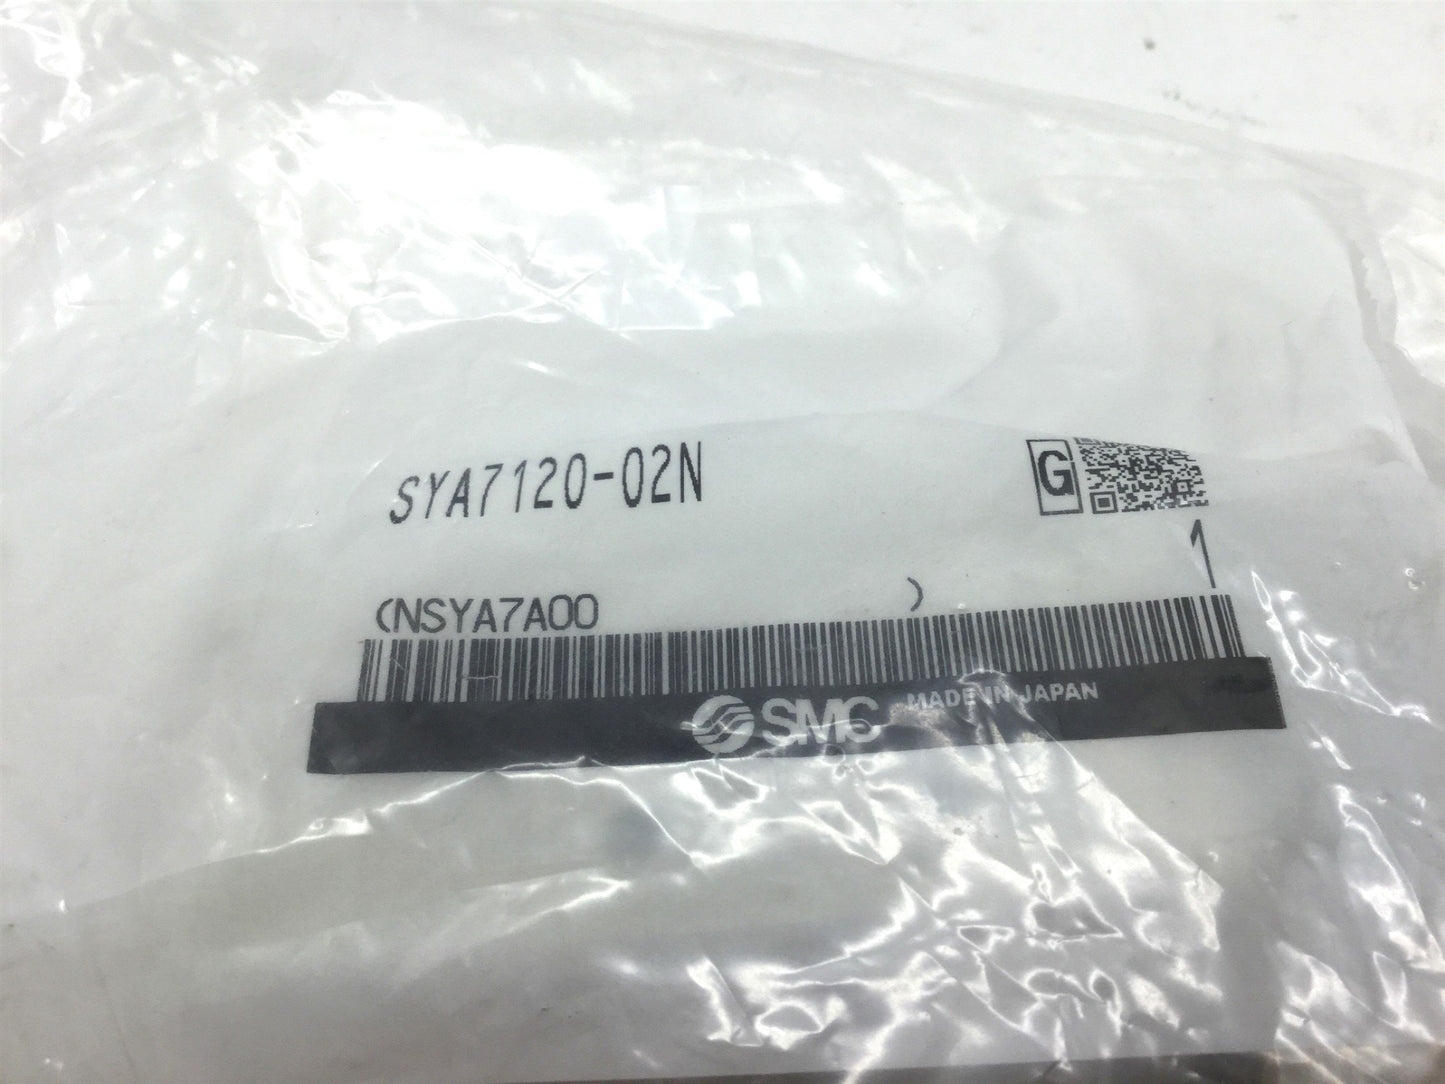 SYA7120-02N
G
1
(NSYA7A00 )
SMC MADE IN JAPAN